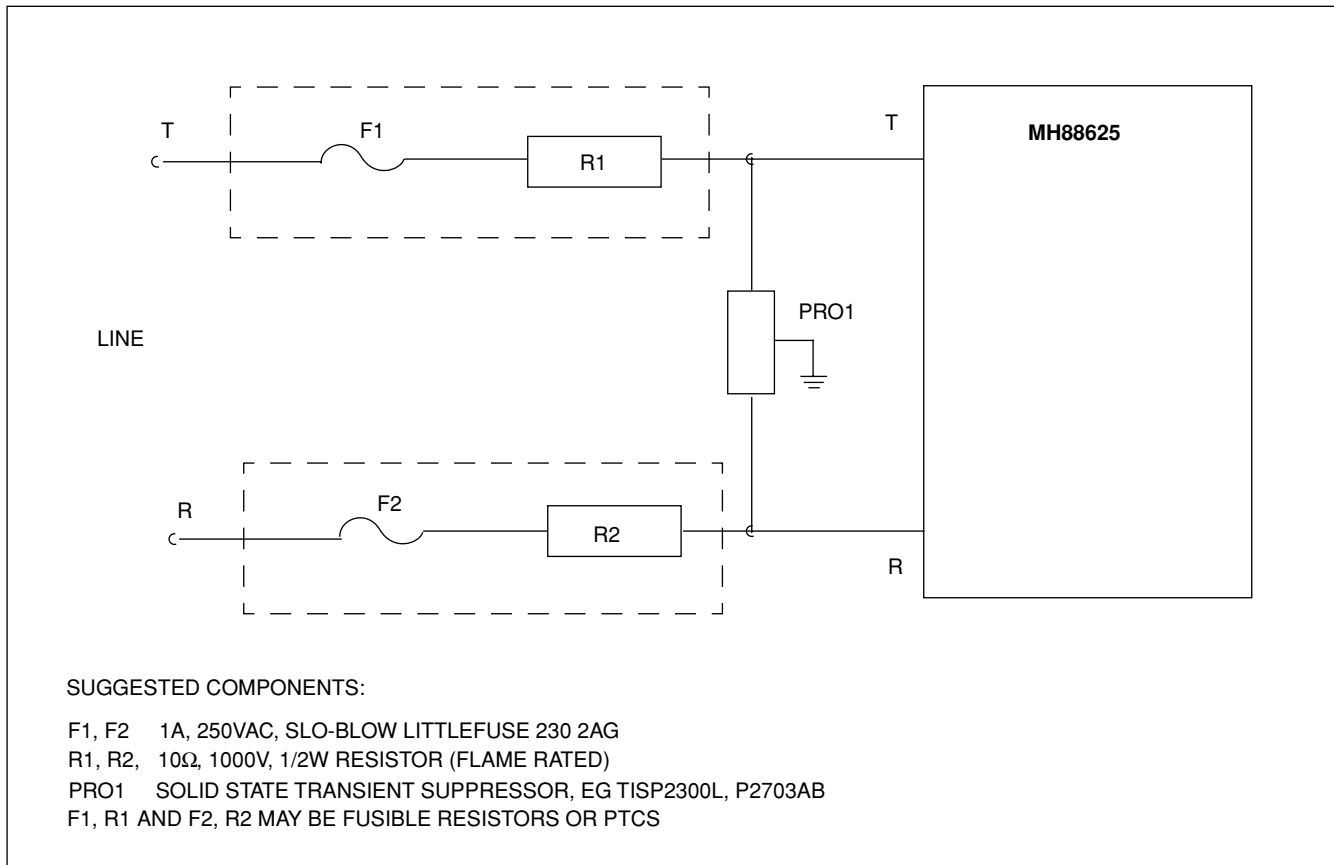 T
F1
R1
T
MH88625
PRO1
LINE
R
F2
R2
R
SUGGESTED COMPONENTS:
F1, F2 1A, 250VAC, SLO-BLOW LITTLEFUSE 230 2AG
R1, R2, 10Ω, 1000V, 1/2W RESISTOR (FLAME RATED)
PRO1 SOLID STATE TRANSIENT SUPPRESSOR, EG TISP2300L, P2703AB
F1, R1 AND F2, R2 MAY BE FUSIBLE RESISTORS OR PTCS